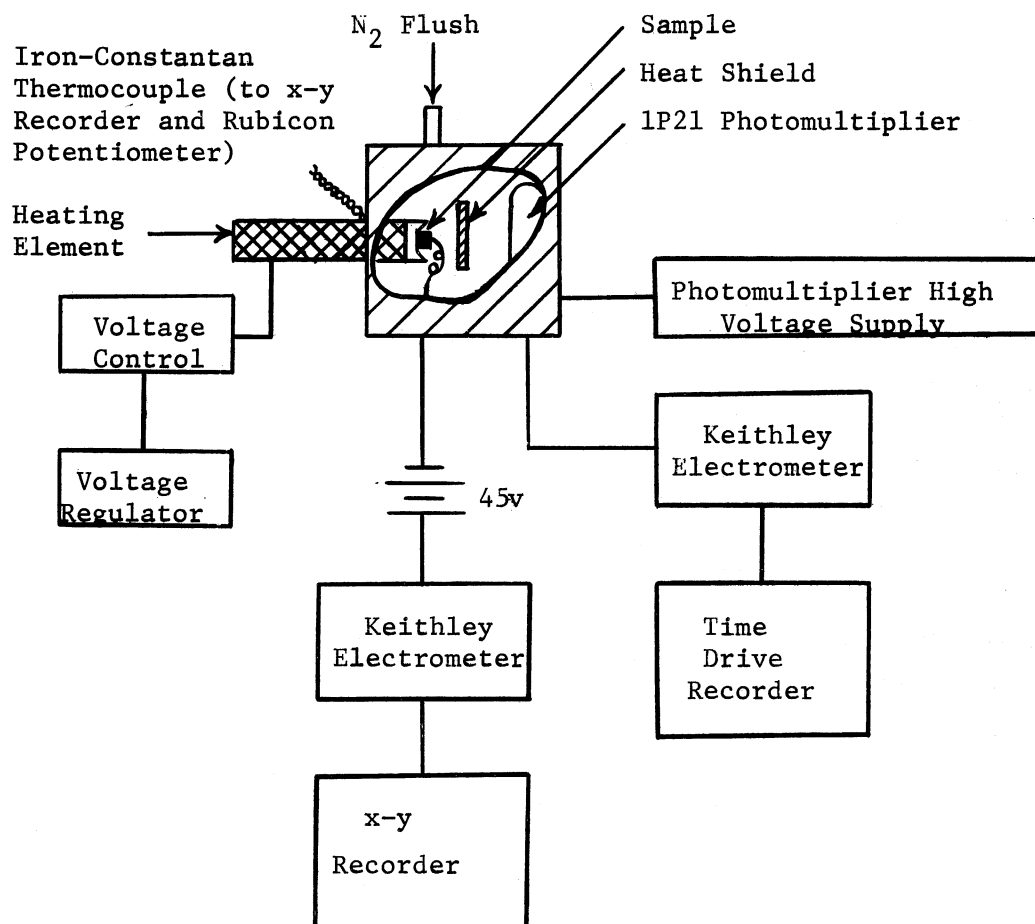 N2 Flush
Sample
Heat Shield
1P21 Photomultiplier
Iron-Constantan
Thermocouple (to x-y
Recorder and Rubicon
Potentiometer)
Heating
Element
Photomultiplier High
Voltage Supply
Voltage
Control
Keithley
Electrometer
Voltage
Regulator
45v
Keithley
Electrometer
Time
Drive
Recorder
x-y
Recorder